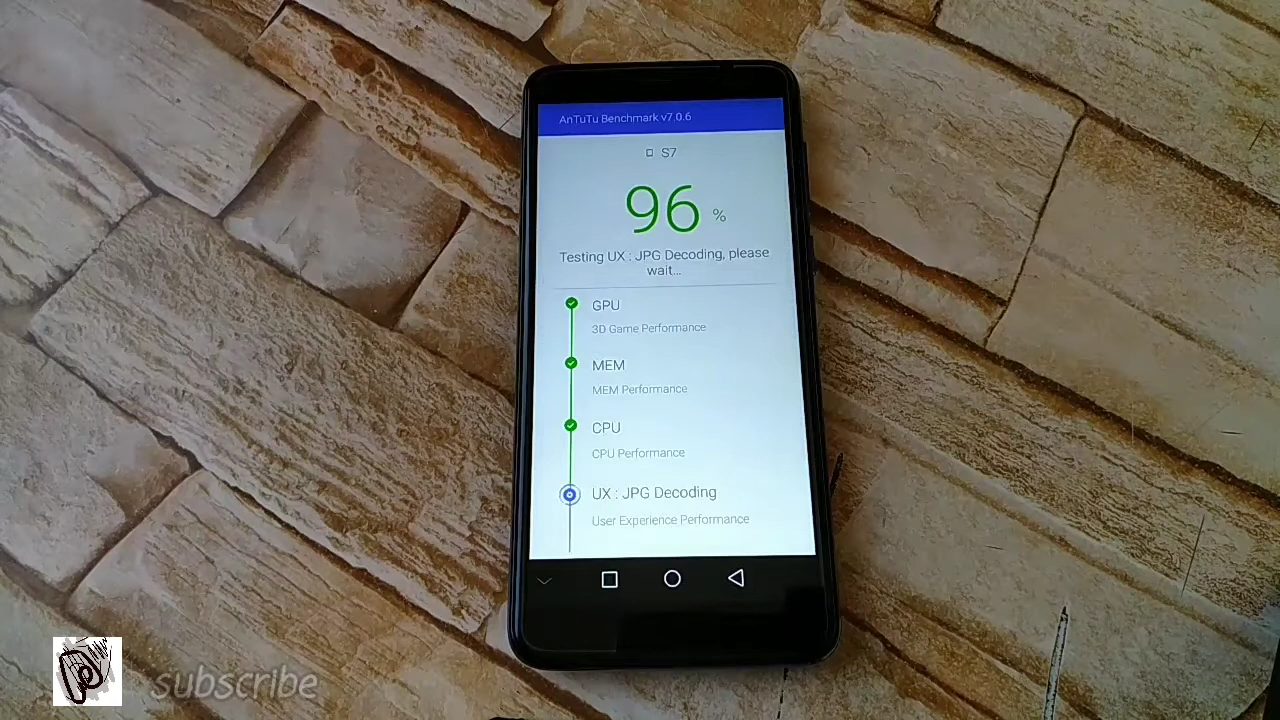 AnTuTu Benchmark v7.0.6
S7
96 %
Testing UX : JPG Decoding, please
wait...
GPU
3D Game Performance
MEM
MEM Performance
CPU
CPU Performance
UX : JPG Decoding
User Experience Performance
subscribe